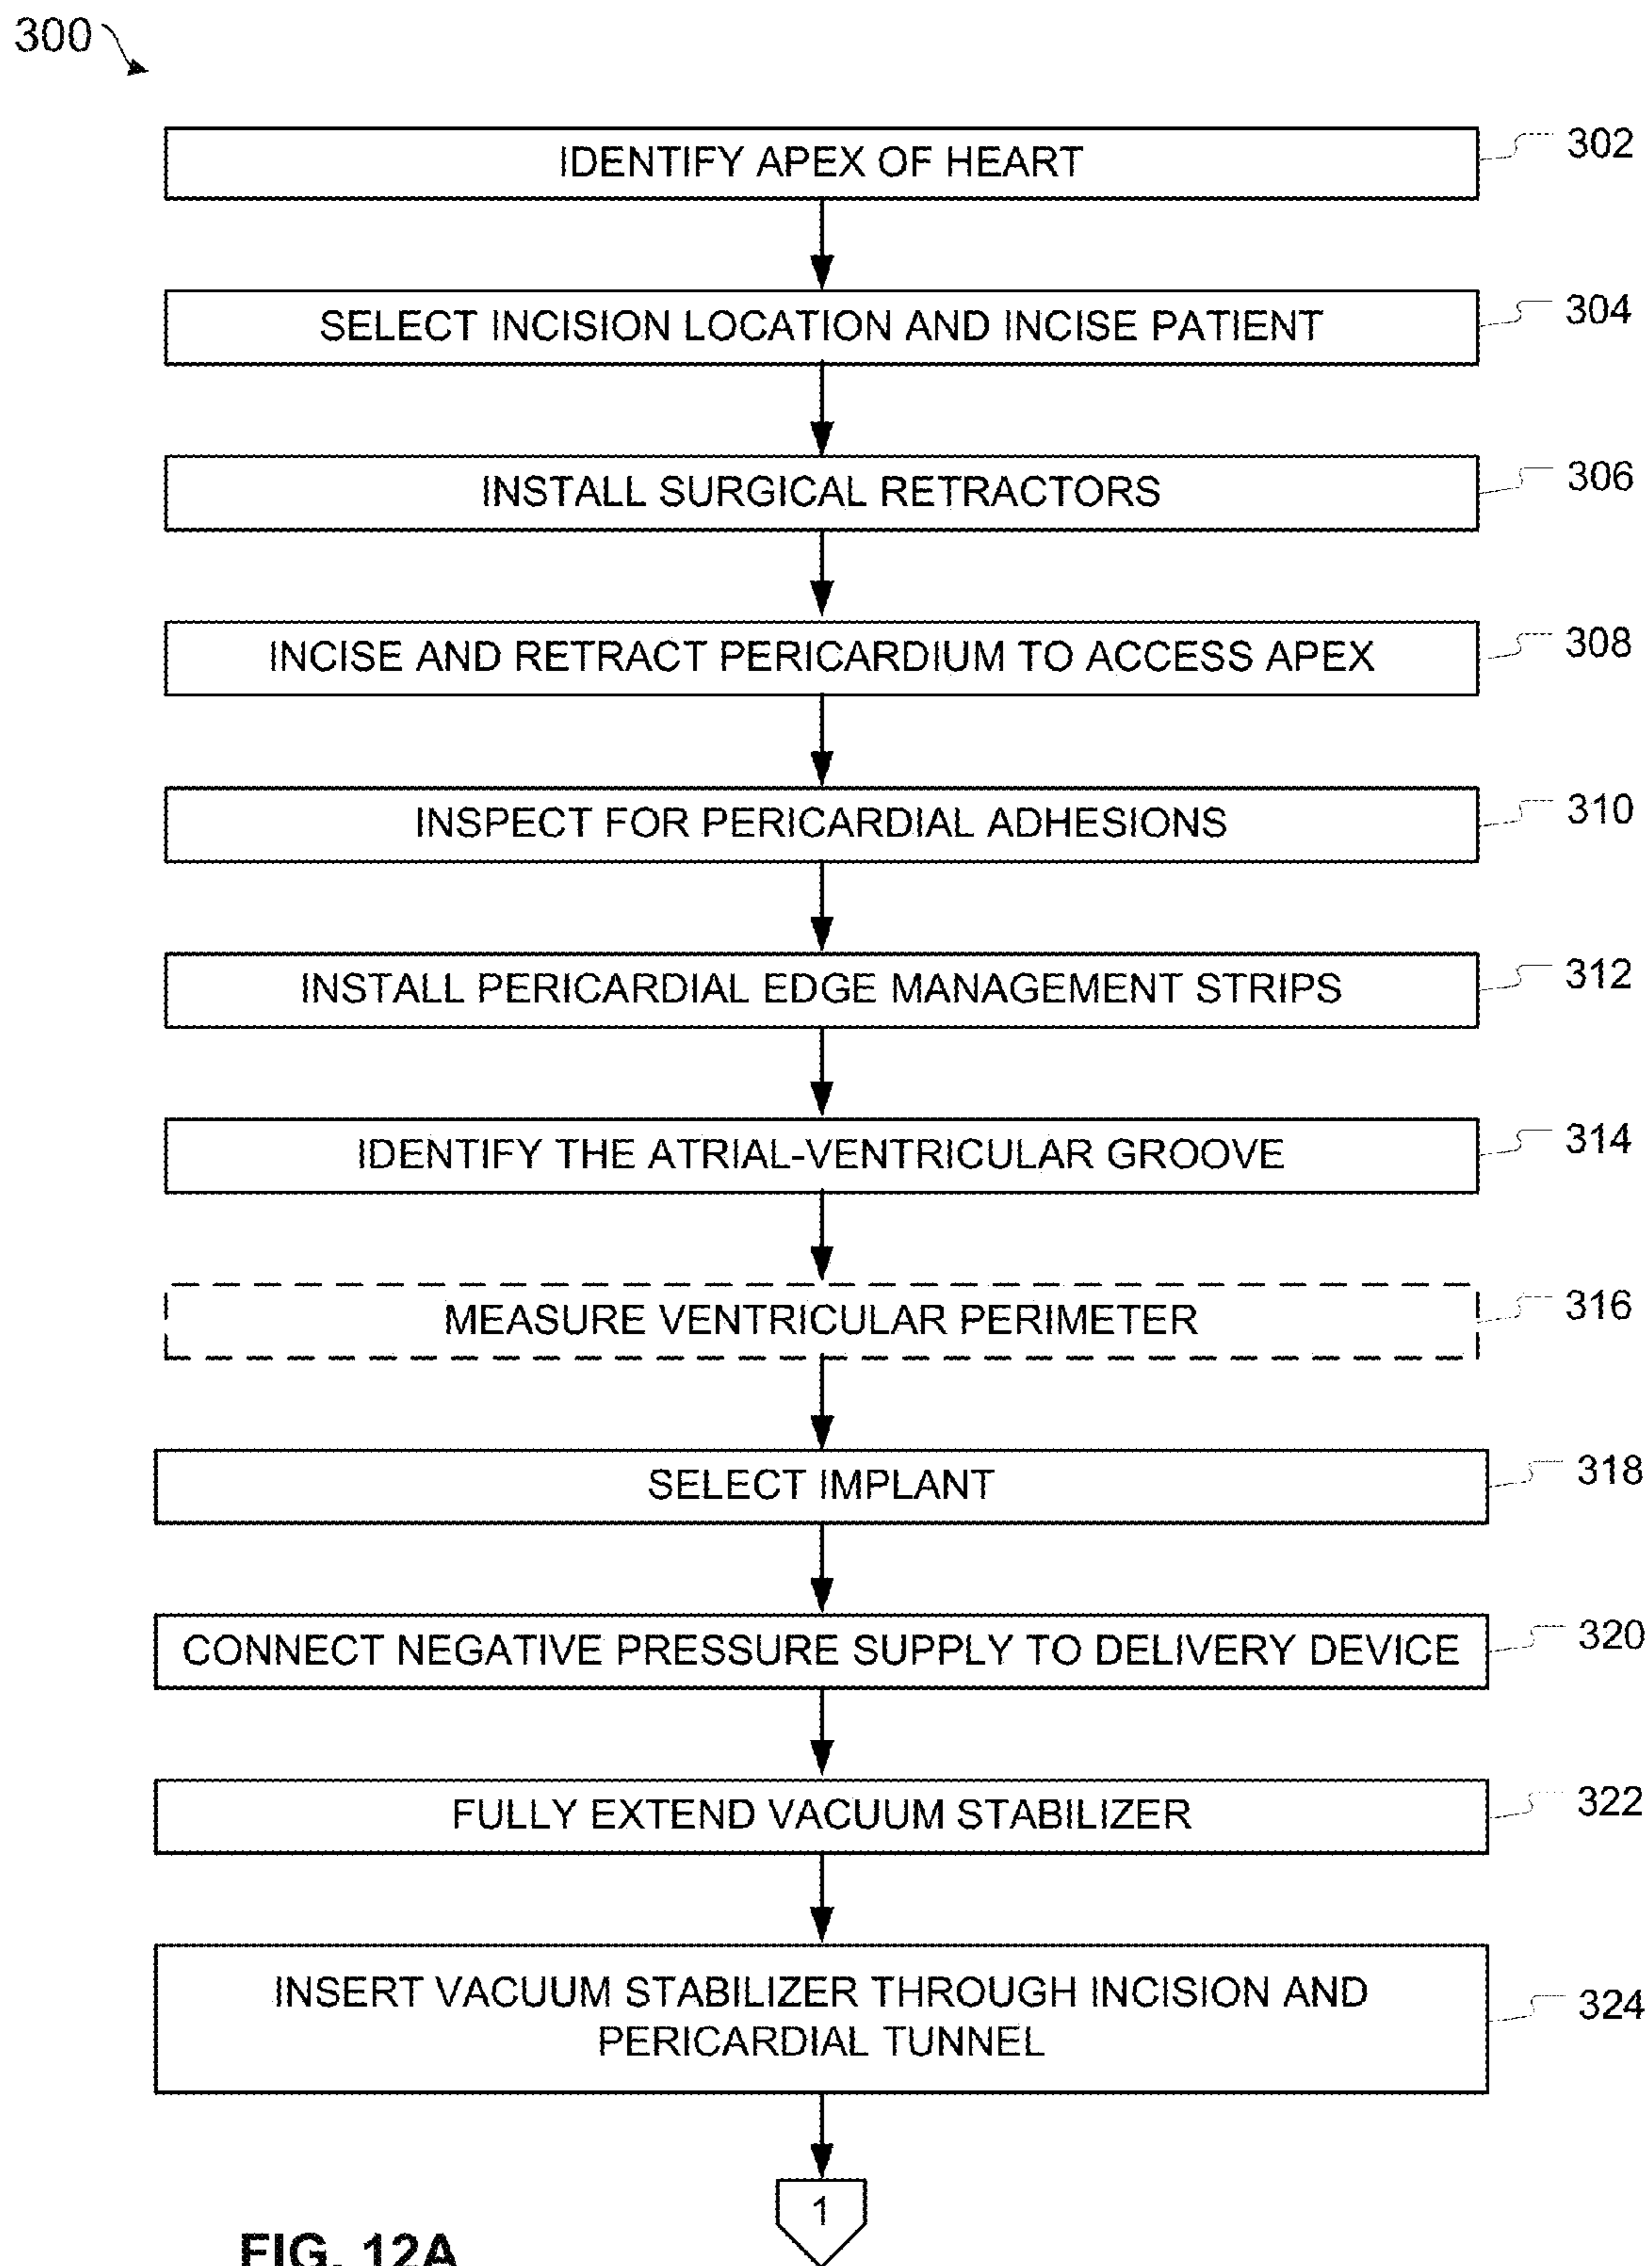 300
IDENTIFY APEX OF HEART 302
SELECT INCISION LOCATION AND INCISE PATIENT 304
INSTALL SURGICAL RETRACTORS 306
INCISE AND RETRACT PERICARDIUM TO ACCESS APEX 308
INSPECT FOR PERICARDIAL ADHESIONS 310
INSTALL PERICARDIAL EDGE MANAGEMENT STRIPS 312
IDENTIFY THE ATRIAL-VENTRICULAR GROOVE 314
MEASURE VENTRICULAR PERIMETER 316
SELECT IMPLANT 318
CONNECT NEGATIVE PRESSURE SUPPLY TO DELIVERY DEVICE 320
FULLY EXTEND VACUUM STABILIZER 322
INSERT VACUUM STABILIZER THROUGH INCISION AND
PERICARDIAL TUNNEL 324
1
FIG. 12A